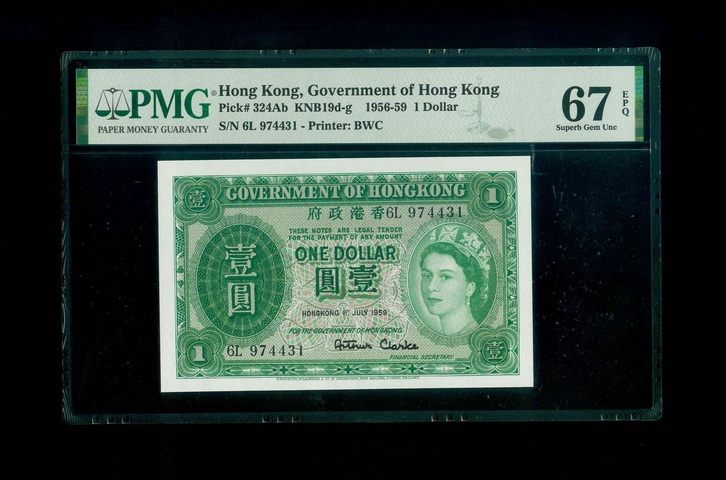 PMG
PAPER MONEY GUARANTY
Hong Kong, Government of Hong Kong
Pick# 324Ab KNB19d-g 1956-59 1 Dollar
S/N 6L 974431 - Printer: BWC
67
EPQ
Superb Gem Unc
壹
GOVERNMENT OF HONGKONG
1
府政港香
6L 974431
THESE NOTES ARE LEGAL TENDER
FOR THE PAYMENT OF ANY AMOUNT
ONE DOLLAR
圓壹
壹圓
HONGKONG 1ST JULY 1959
FOR THE GOVERNMENT OF HONGKONG
1
6L 974431
Arthur Clarke
FINANCIAL SECRETARY
壹